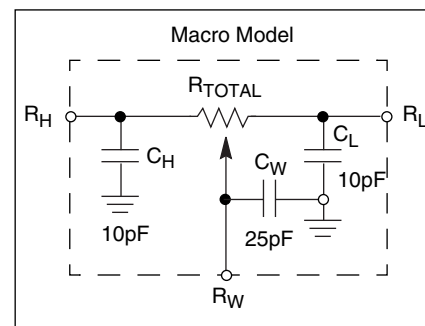 Macro Model
R_TOTAL
R_H
R_L
C_H
C_W
C_L
10pF
10pF
25pF
R_W